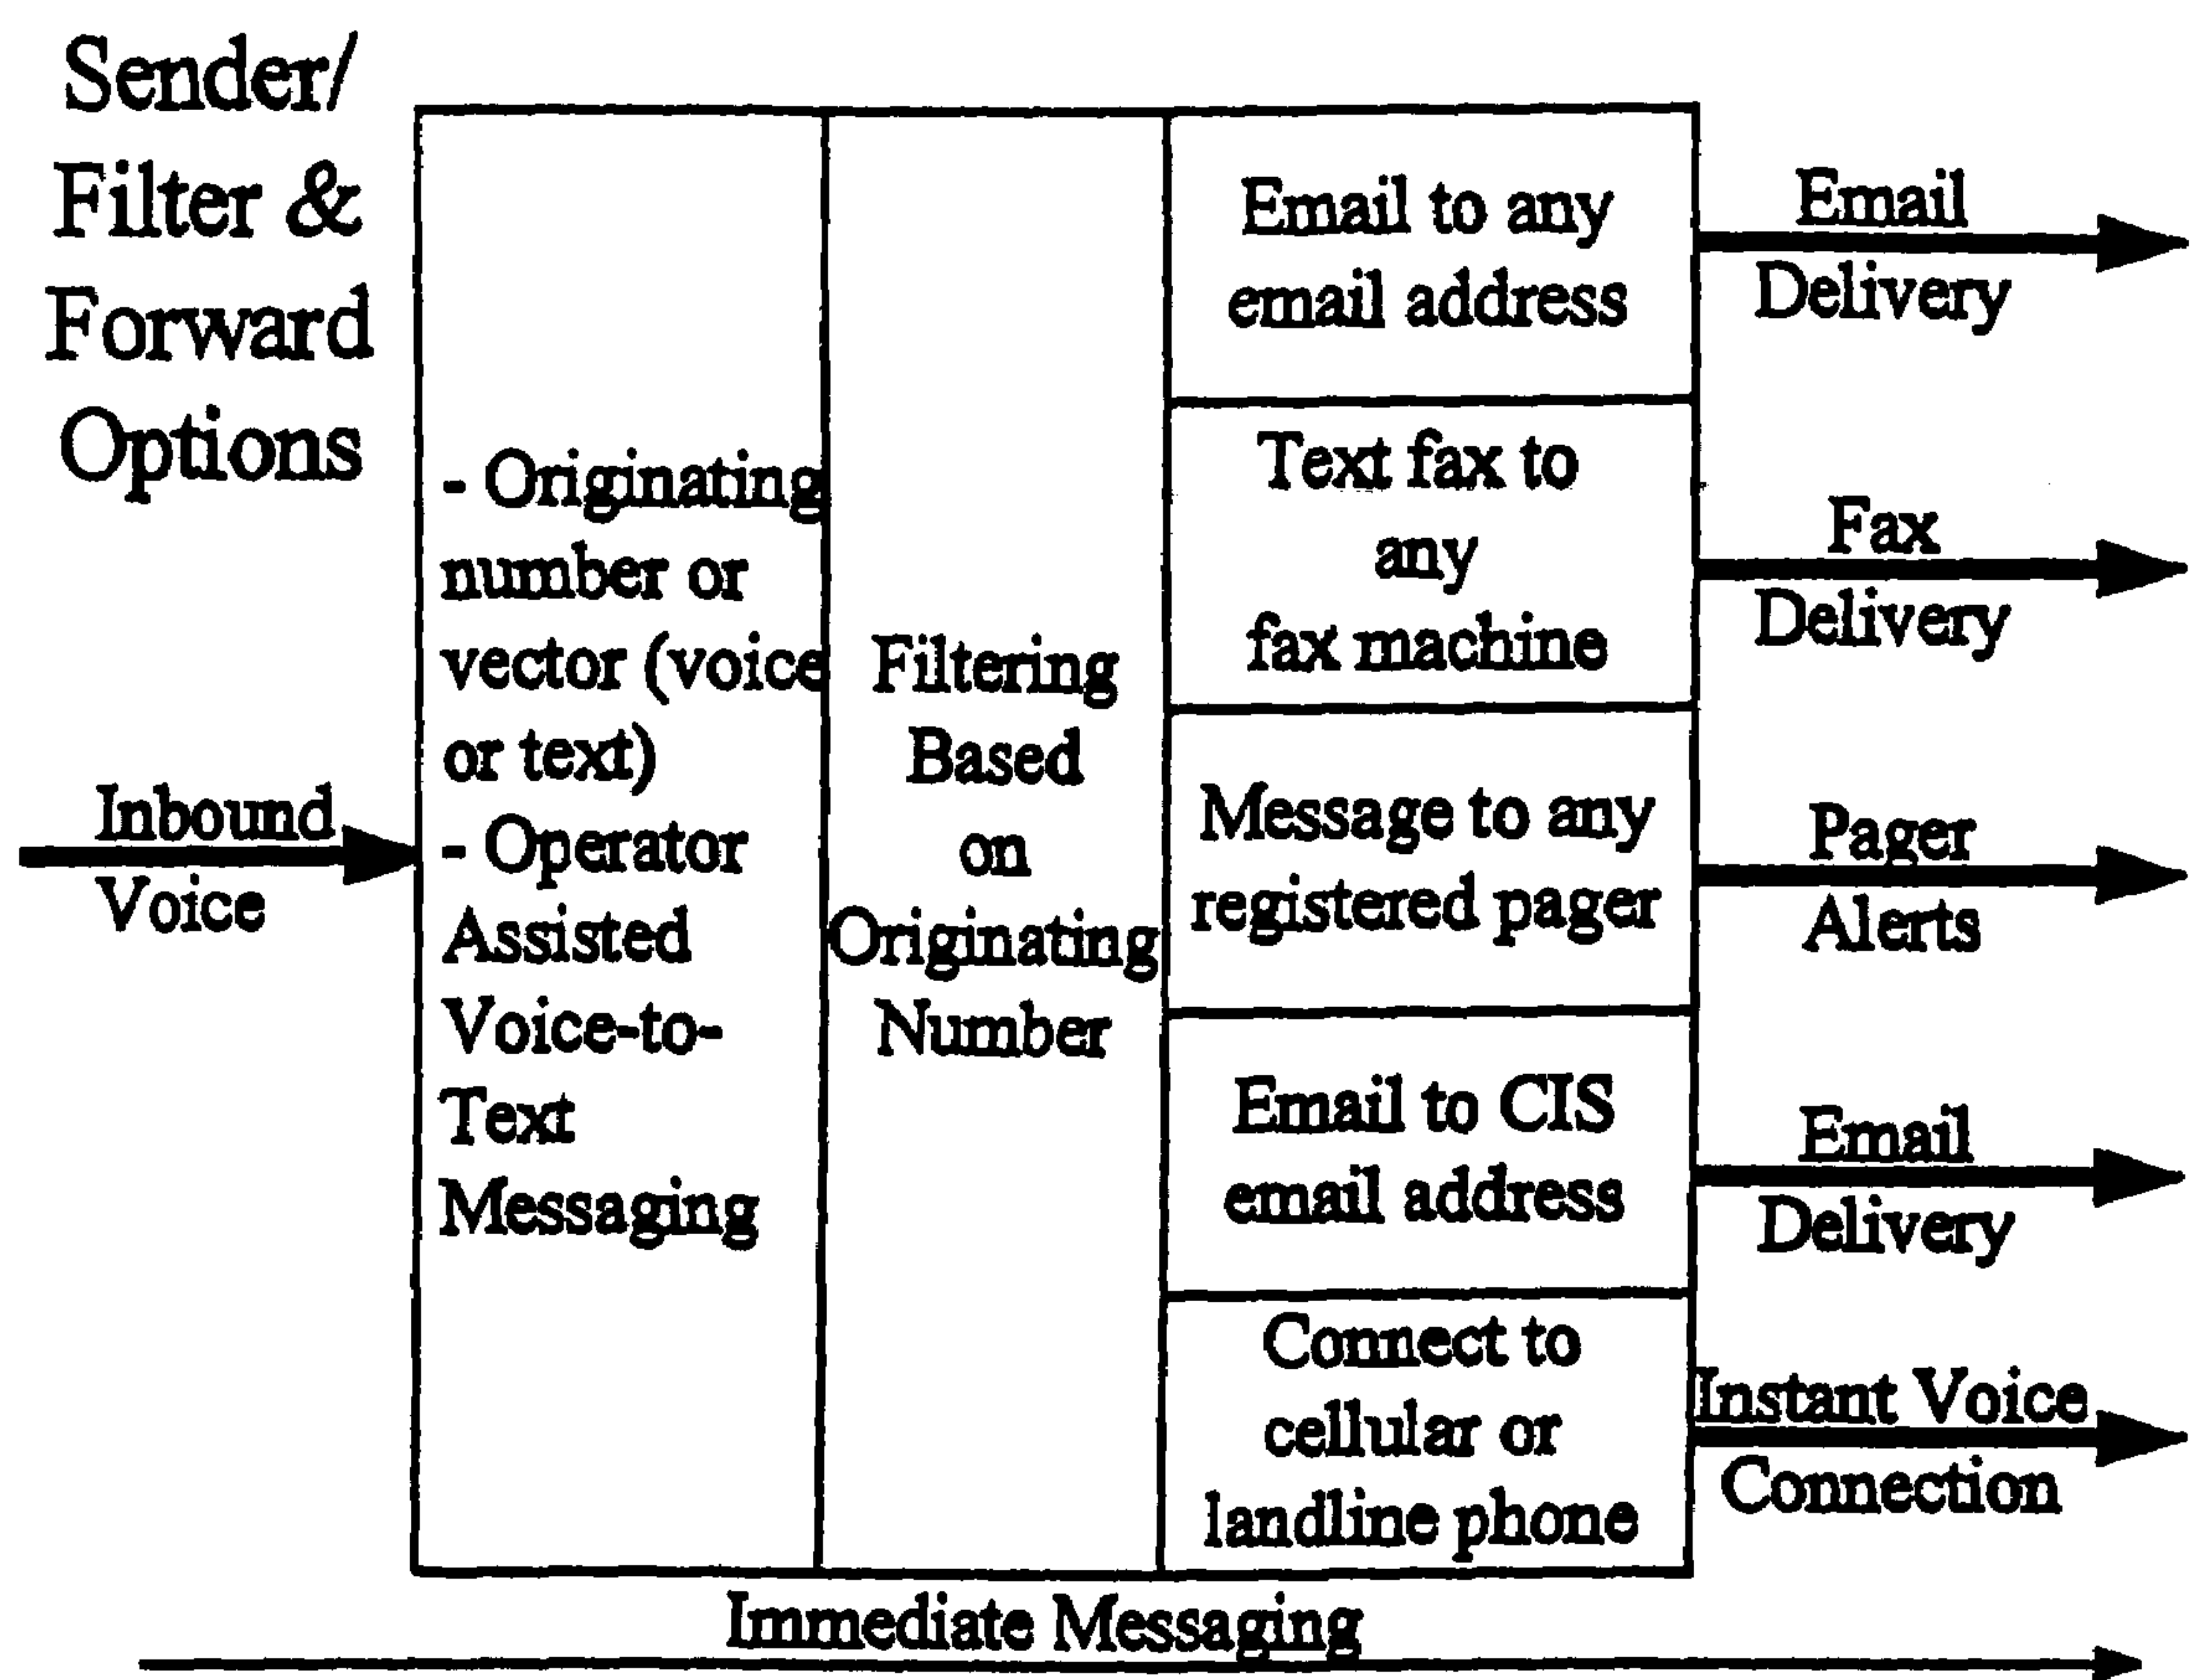 Sender/
Filter &
Forward
Options
Inbound
Voice
- Originating
number or
vector (voice
or text)
- Operator
Assisted
Voice-to-
Text
Messaging
Filtering
Based
on
Originating
Number
Email to any
email address
Text fax to
any
fax machine
Message to any
registered pager
Email to CIS
email address
Connect to
cellular or
landline phone
Email
Delivery
Fax
Delivery
Pager
Alerts
Email
Delivery
Instant Voice
Connection
Immediate Messaging